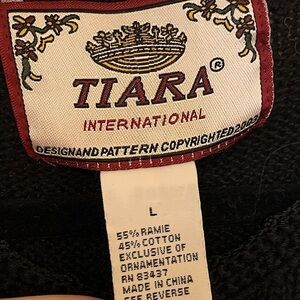 TIARA®
INTERNATIONAL
DESIGN AND PATTERN COPYRIGHTED 2003
L
55% RAMIE
45% COTTON
EXCLUSIVE OF
ORNAMENTATION
RN 83437
MADE IN CHINA
SEE REVERSE